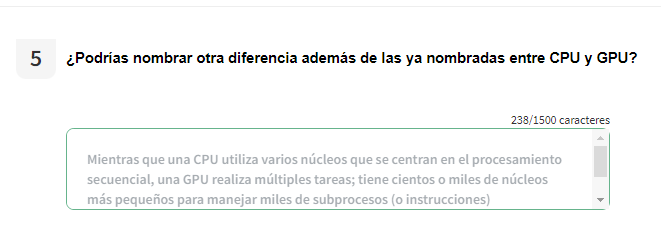 5 ¿Podrías nombrar otra diferencia además de las ya nombradas entre CPU y GPU?
238/1500 caracteres
Mientras que una CPU utiliza varios núcleos que se centran en el procesamiento
secuencial, una GPU realiza múltiples tareas; tiene cientos o miles de núcleos
más pequeños para manejar miles de subprocesos (o instrucciones)